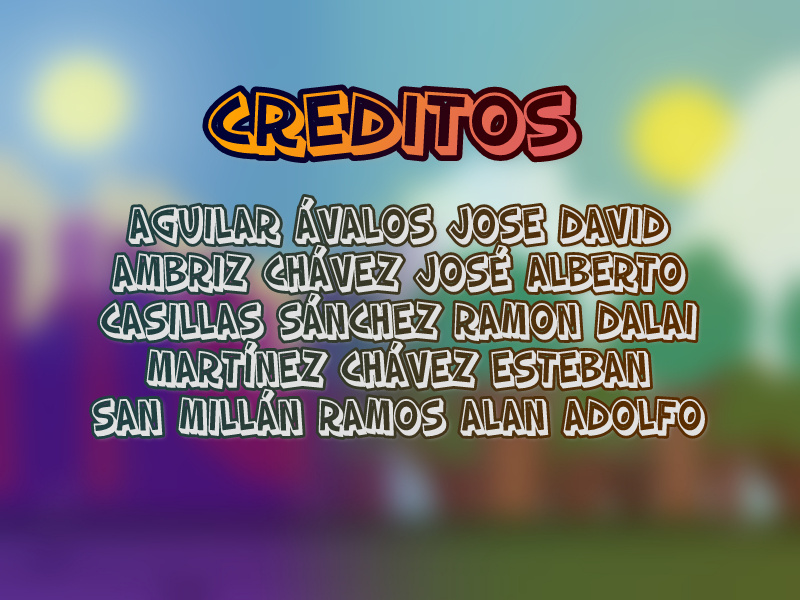 CREDITOS
AGUILAR ÁVALOS JOSE DAVID
AMBRIZ CHÁVEZ JOSÉ ALBERTO
CASILLAS SÁNCHEZ RAMON DALAI
MARTÍNEZ CHÁVEZ ESTEBAN
SAN MILLÁN RAMOS ALAN ADOLFO